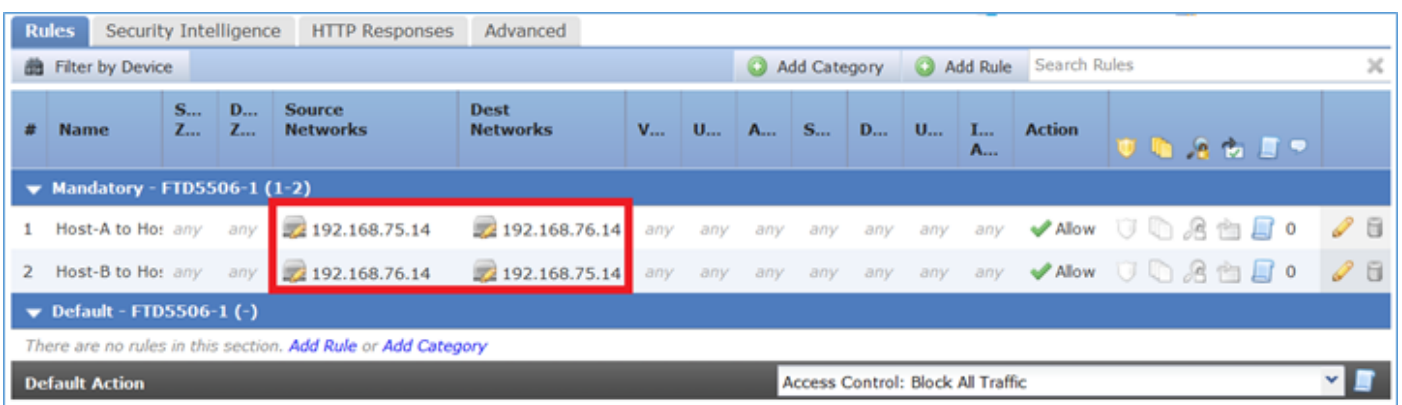 Rules Security Intelligence HTTP Responses Advanced
Filter by Device Add Category Add Rule Search Rules
# Name S... Z... D... Z... Source Networks Dest Networks V... U... A... S... D... U... I... A... Action
Mandatory - FTD5506-1 (1-2)
1 Host-A to Hos any any 192.168.75.14 192.168.76.14 any any any any any any any Allow 0
2 Host-B to Hos any any 192.168.76.14 192.168.75.14 any any any any any any any Allow 0
Default - FTD5506-1 (-)
There are no rules in this section. Add Rule or Add Category
Default Action Access Control: Block All Traffic